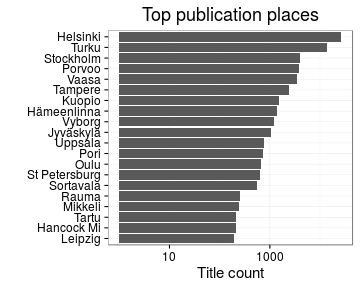 Top publication places
Helsinki
Turku
Stockholm
Porvoo
Vaasa
Tampere
Kuopio
Hämeenlinna
Vyborg
Jyväskylä
Uppsala
Pori
Oulu
St Petersburg
Sortavala
Rauma
Mikkeli
Tartu
Hancock Mi
Leipzig
10 1000
Title count